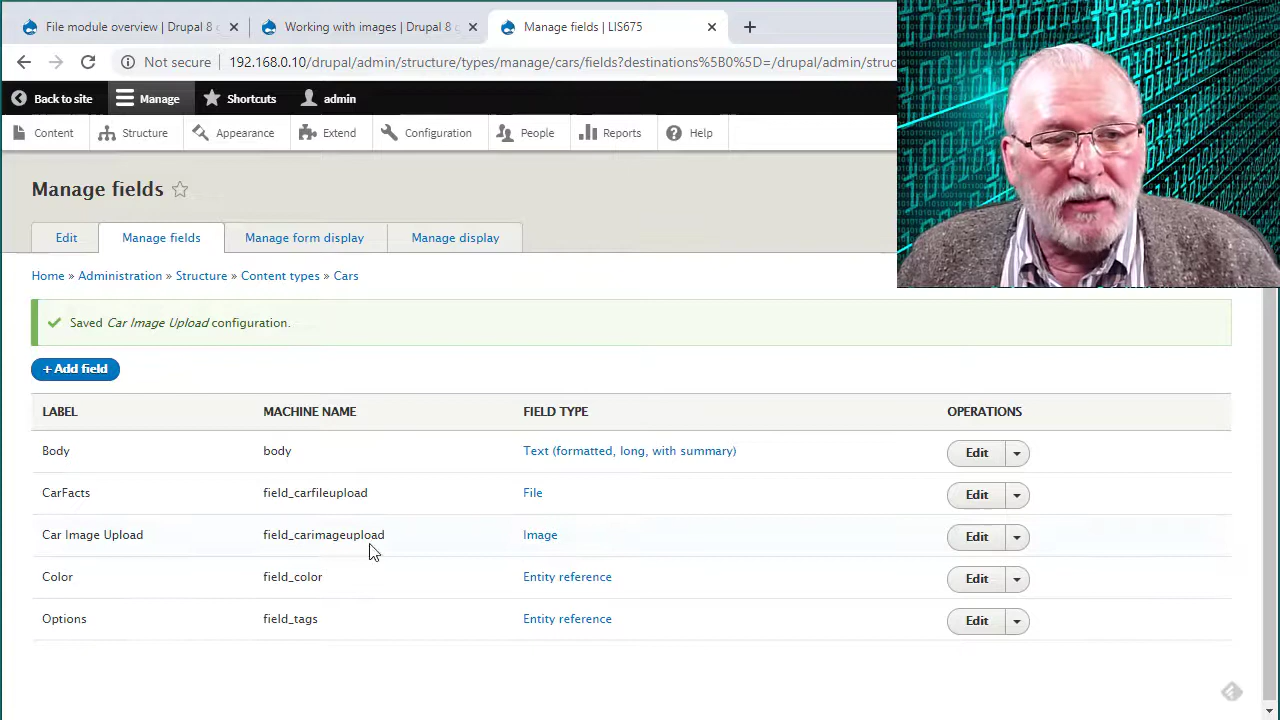 File module overview | Drupal 8 g
Working with images | Drupal 8 g
Manage fields | LIS675
Not secure
192.168.0.10/drupal/admin/structure/types/manage/cars/fields?destinations%5B0%5D=/drupal/admin/struc
Back to site
Manage
Shortcuts
admin
Content
Structure
Appearance
Extend
Configuration
People
Reports
Help
Manage fields
Edit
Manage fields
Manage form display
Manage display
Home » Administration » Structure » Content types » Cars
Saved Car Image Upload configuration.
+ Add field
LABEL MACHINE NAME FIELD TYPE OPERATIONS
Body body Text (formatted, long, with summary) Edit
CarFacts field_carfileupload File Edit
Car Image Upload field_carimageupload Image Edit
Color field_color Entity reference Edit
Options field_tags Entity reference Edit